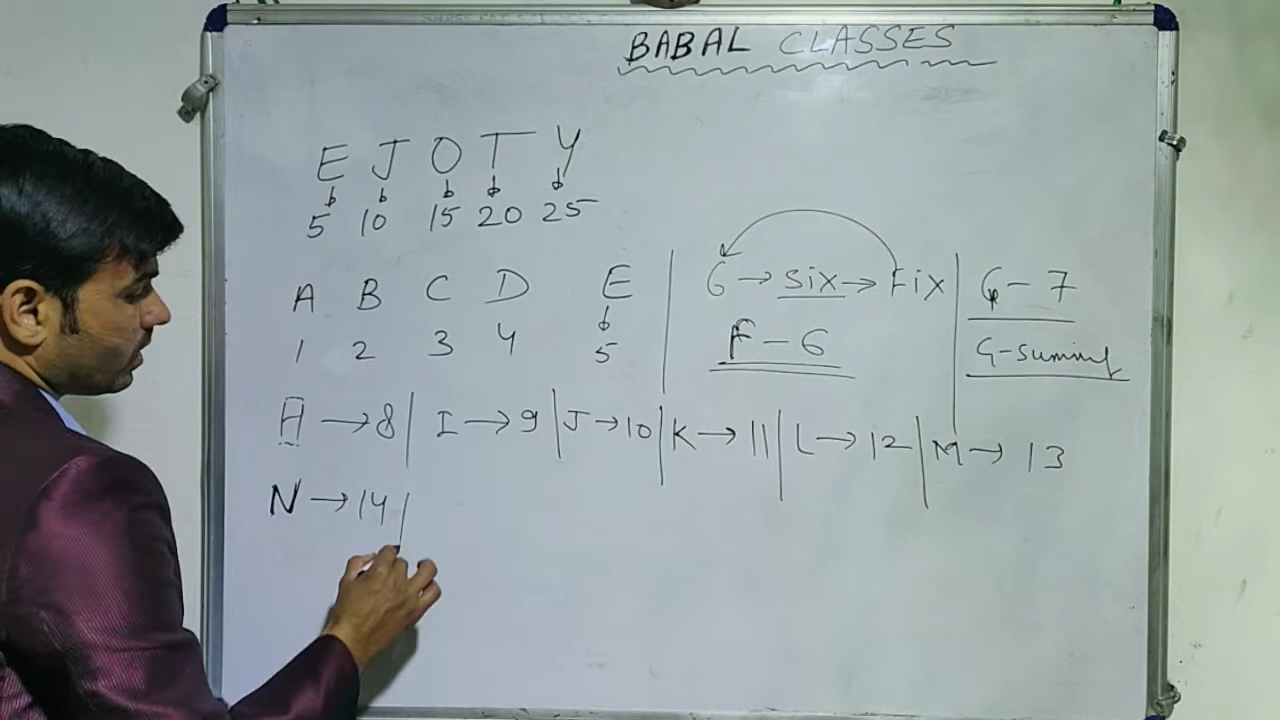 BABAL CLASSES
E J O T Y
5 10 15 20 25
A B C D E
1 2 3 4 5
6 → Six → Fix
F - 6
G - 7
H → 8 | I → 9 | J → 10 | K → 11 | L → 12 | M → 13
N → 14 |